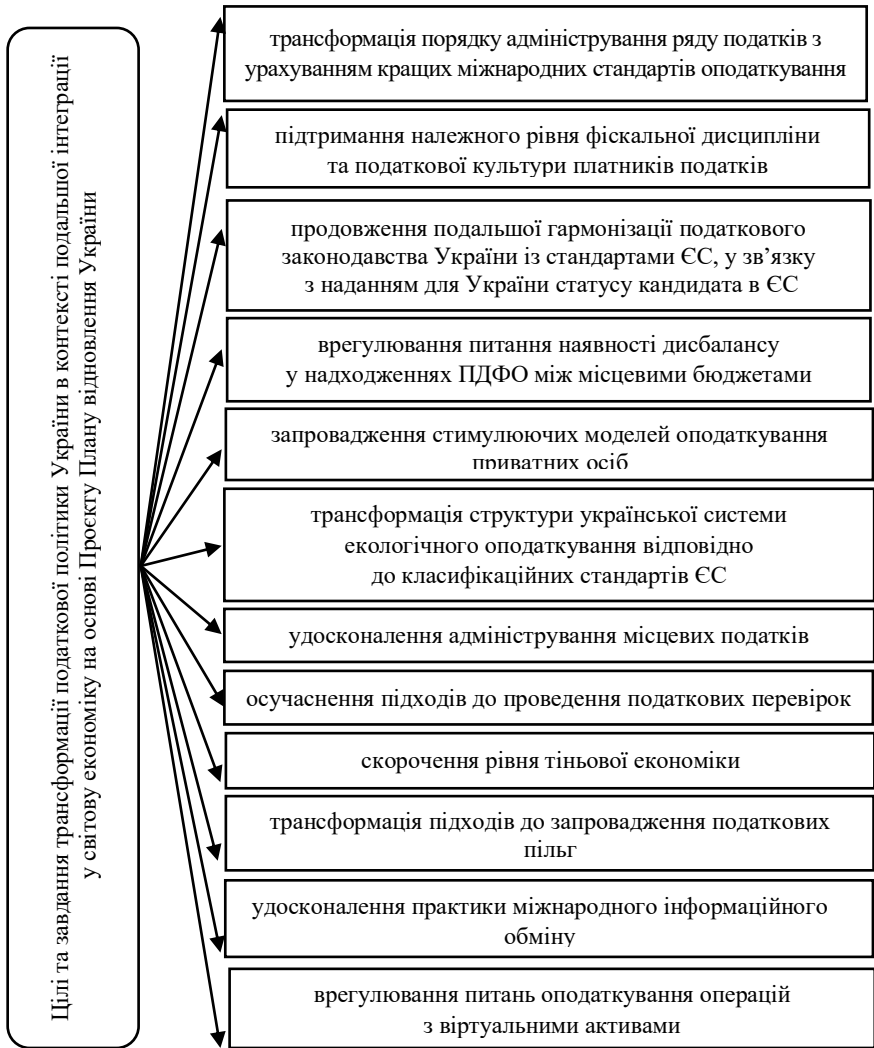 Цілі та завдання трансформації податкової політики України в контексті подальшої інтеграції
у світову економіку на основі Проєкту Плану відновлення України
трансформація порядку адміністрування ряду податків з
урахуванням кращих міжнародних стандартів оподаткування
підтримання належного рівня фіскальної дисципліни
та податкової культури платників податків
продовження подальшої гармонізації податкового
законодавства України із стандартами ЄС, у зв’язку
з наданням для України статусу кандидата в ЄС
врегулювання питання наявності дисбалансу
у надходженнях ПДФО між місцевими бюджетами
запровадження стимулюючих моделей оподаткування
приватних осіб
трансформація структури української системи
екологічного оподаткування відповідно
до класифікаційних стандартів ЄС
удосконалення адміністрування місцевих податків
осучаснення підходів до проведення податкових перевірок
скорочення рівня тіньової економіки
трансформація підходів до запровадження податкових
пільг
удосконалення практики міжнародного інформаційного
обміну
врегулювання питань оподаткування операцій
з віртуальними активами